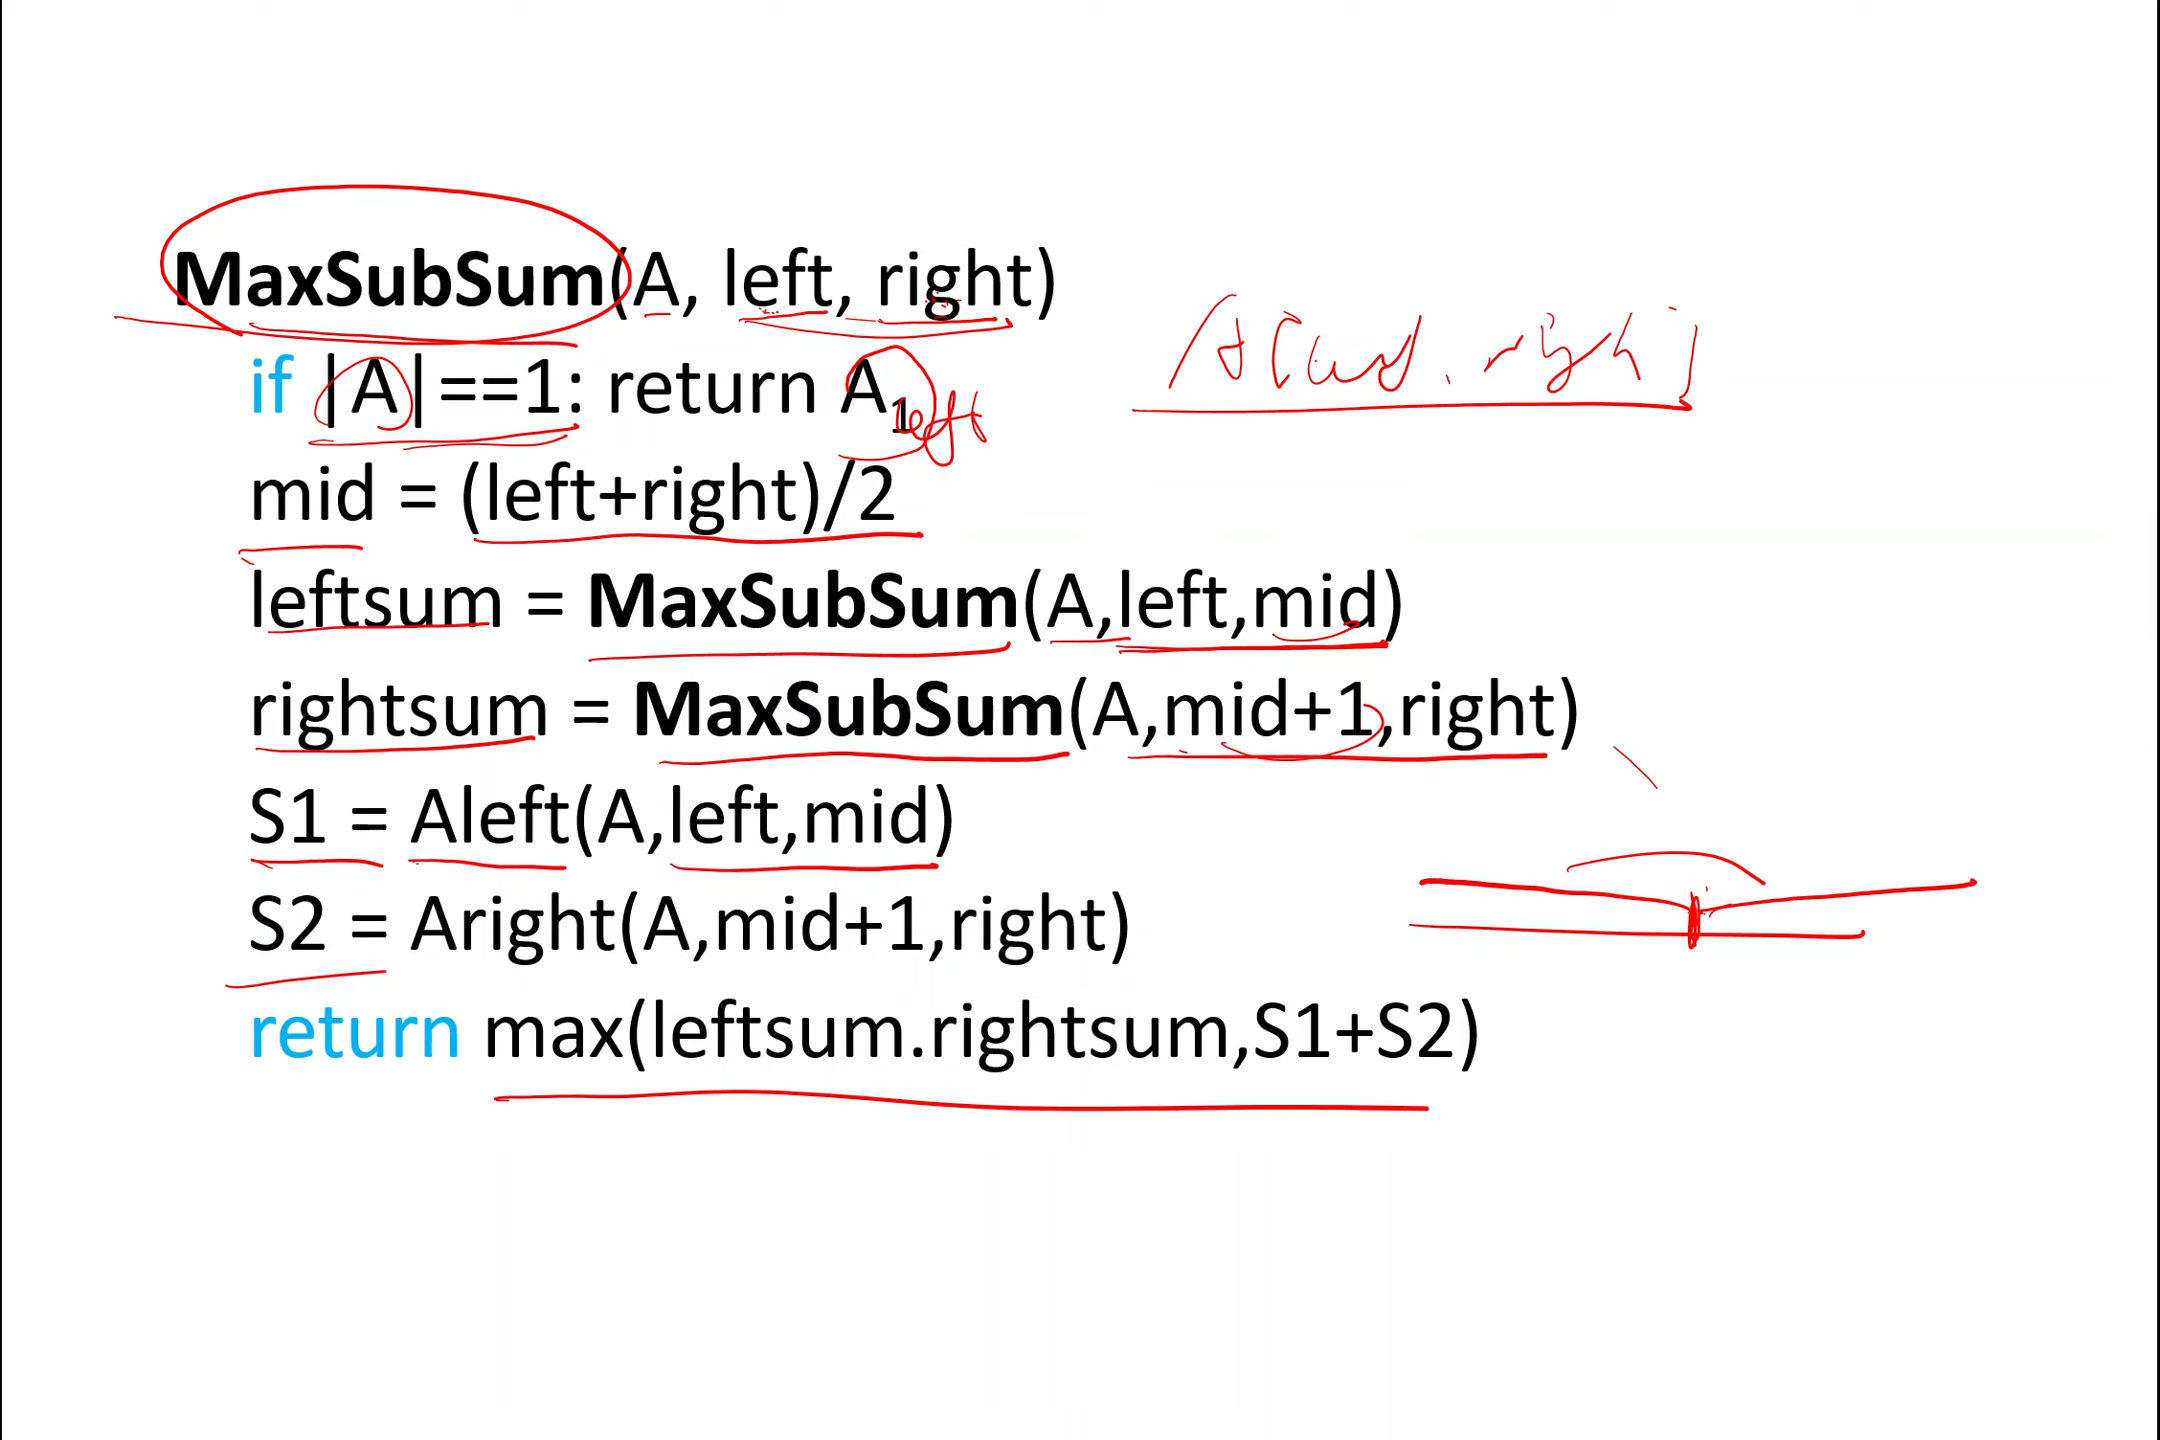 MaxSubSum(A, left, right)
if |A|==1: return A1
left
mid = (left+right)/2
leftsum = MaxSubSum(A,left,mid)
rightsum = MaxSubSum(A,mid+1,right)
S1 = Aleft(A,left,mid)
S2 = Aright(A,mid+1,right)
return max(leftsum.rightsum,S1+S2)